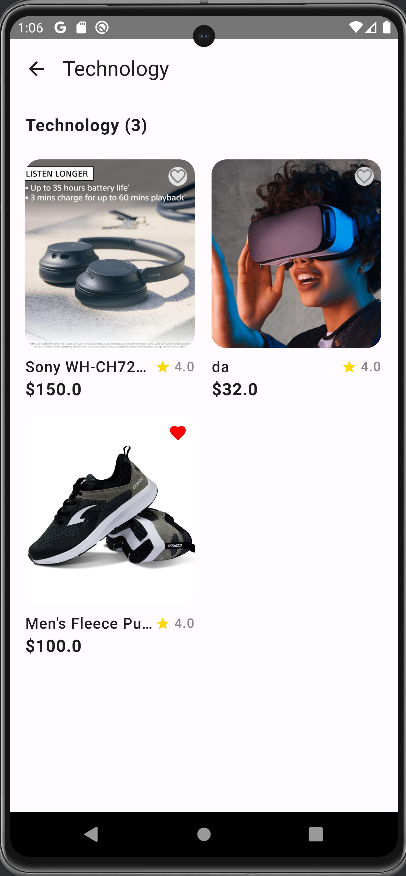 1:06
Technology
Technology (3)
LISTEN LONGER
• Up to 35 hours battery life*
• 3 mins charge for up to 60 mins playback
Sony WH-CH72... 4.0
$150.0
da 4.0
$32.0
Men's Fleece Pu... 4.0
$100.0